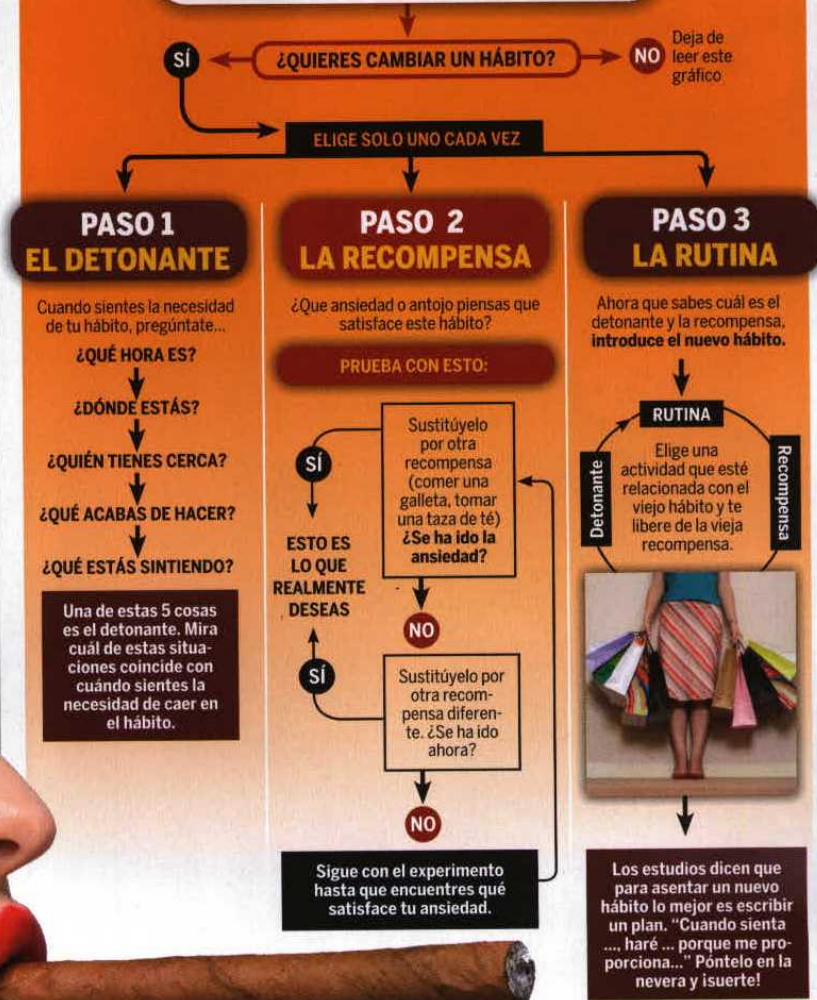 ¿QUIERES CAMBIAR UN HÁBITO?
SÍ
NO
Deja de
leer este
gráfico
ELIGE SOLO UNO CADA VEZ
PASO 1
EL DETONANTE
Cuando sientes la necesidad
de tu hábito, pregúntate...
¿QUÉ HORA ES?
¿DÓNDE ESTÁS?
¿QUIÉN TIENES CERCA?
¿QUÉ ACABAS DE HACER?
¿QUÉ ESTÁS SINTIENDO?
Una de estas 5 cosas
es el detonante. Mira
cuál de estas situa-
ciones coincide con
cuándo sientes la
necesidad de caer en
el hábito.
PASO 2
LA RECOMPENSA
¿Que ansiedad o antojo piensas que
satisface este hábito?
PRUEBA CON ESTO:
Sustitúyelo
por otra
recompensa
(comer una
galleta, tomar
una taza de té)
¿Se ha ido la
ansiedad?
SÍ
ESTO ES
LO QUE
REALMENTE
DESEAS
NO
SÍ
Sustitúyelo por
otra recom-
pensa diferen-
te. ¿Se ha ido
ahora?
NO
Sigue con el experimento
hasta que encuentres qué
satisface tu ansiedad.
PASO 3
LA RUTINA
Ahora que sabes cuál es el
detonante y la recompensa,
introduce el nuevo hábito.
RUTINA
Detonante
Recompensa
Elige una
actividad que esté
relacionada con el
viejo hábito y te
libere de la vieja
recompensa.
Los estudios dicen que
para asentar un nuevo
hábito lo mejor es escribir
un plan. “Cuando sienta
..., haré ... porque me pro-
porciona...” Póntelo en la
nevera y ¡suerte!